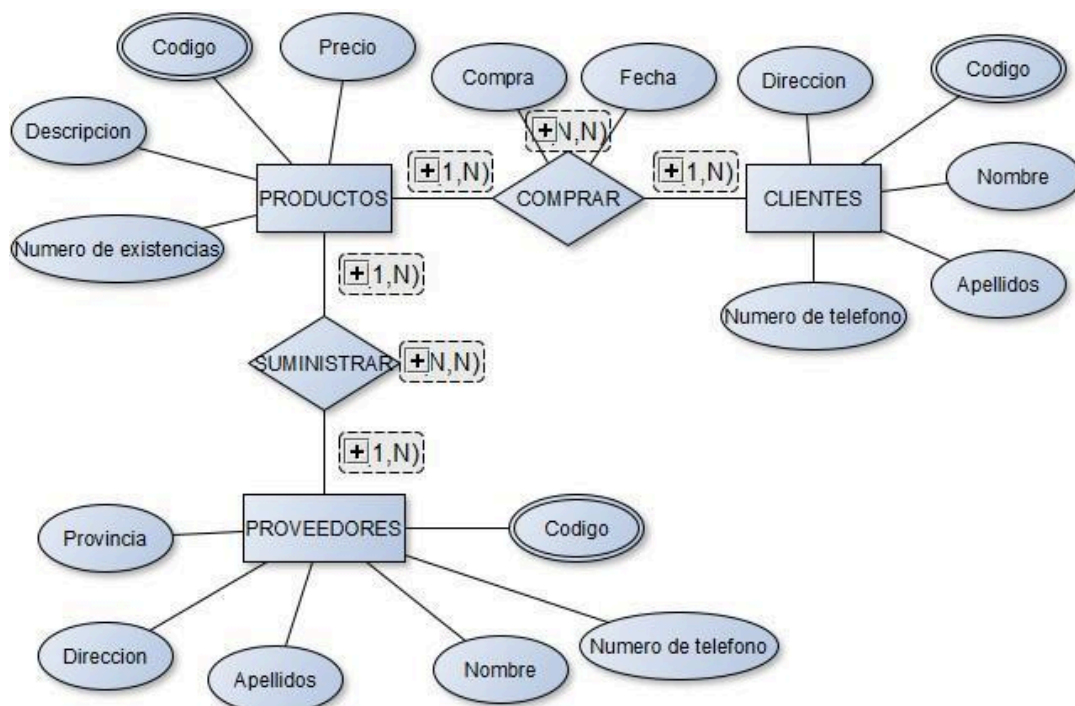 Codigo
Precio
Compra
Fecha
Direccion
Codigo
Descripcion
+N,N)
Nombre
+1,N)
+1,N)
PRODUCTOS
COMPRAR
CLIENTES
Numero de existencias
+1,N)
Apellidos
Numero de telefono
SUMINISTRAR
+N,N)
+1,N)
PROVEEDORES
Codigo
Provincia
Direccion
Apellidos
Nombre
Numero de telefono